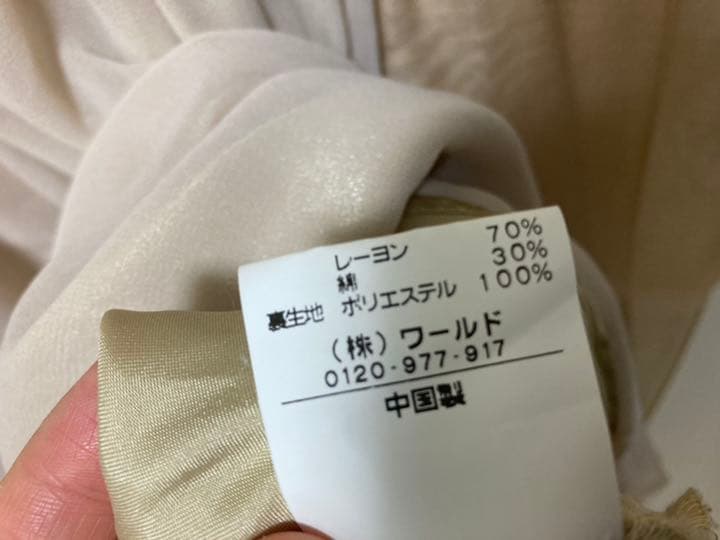 レーヨン 70%
綿 30%
裏生地 ポリエステル 100%
(株) ワールド
0120-977-917
中国製